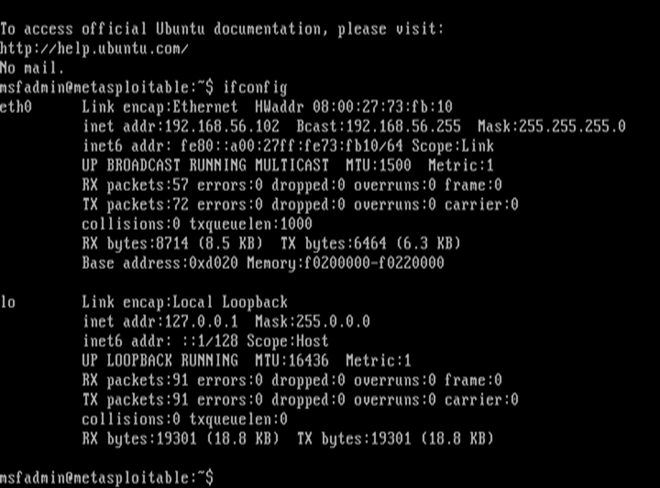 To access official Ubuntu documentation, please visit:
http://help.ubuntu.com/
No mail.
msfadmin@metasploitable:~$ ifconfig
eth0      Link encap:Ethernet  HWaddr 08:00:27:73:fb:10
          inet addr:192.168.56.102  Bcast:192.168.56.255  Mask:255.255.255.0
          inet6 addr: fe80::a00:27ff:fe73:fb10/64 Scope:Link
          UP BROADCAST RUNNING MULTICAST  MTU:1500  Metric:1
          RX packets:57 errors:0 dropped:0 overruns:0 frame:0
          TX packets:72 errors:0 dropped:0 overruns:0 carrier:0
          collisions:0 txqueuelen:1000
          RX bytes:8714 (8.5 KB)  TX bytes:6464 (6.3 KB)
          Base address:0xd020 Memory:f0200000-f0220000
lo        Link encap:Local Loopback
          inet addr:127.0.0.1  Mask:255.0.0.0
          inet6 addr: ::1/128 Scope:Host
          UP LOOPBACK RUNNING  MTU:16436  Metric:1
          RX packets:91 errors:0 dropped:0 overruns:0 frame:0
          TX packets:91 errors:0 dropped:0 overruns:0 carrier:0
          collisions:0 txqueuelen:0
          RX bytes:19301 (18.8 KB)  TX bytes:19301 (18.8 KB)
msfadmin@metasploitable:~$